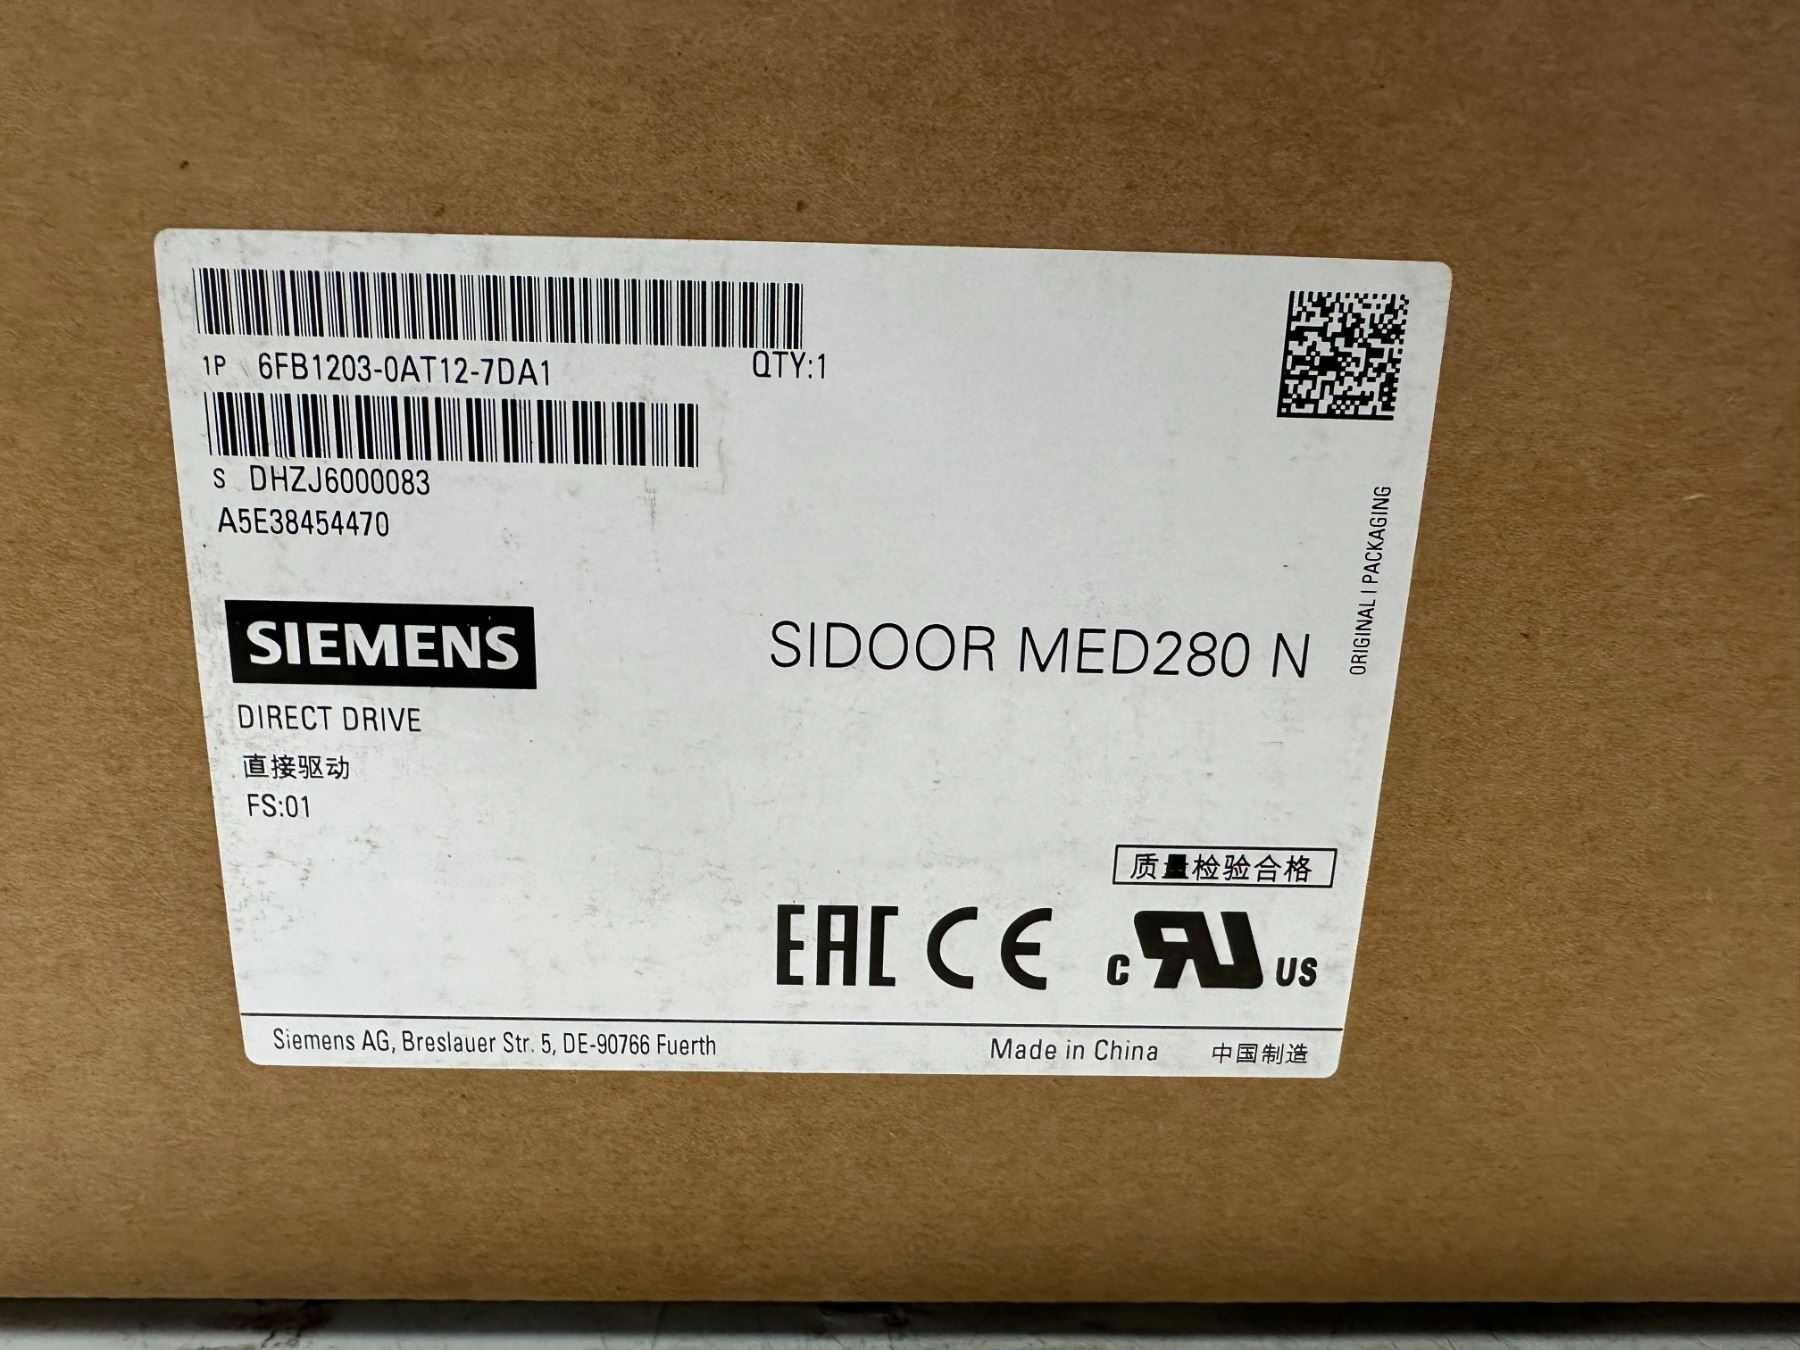 1P 6FB1203-0AT12-7DA1 QTY:1
S DHZJ6000083
A5E38454470
ORIGINAL | PACKAGING
SIEMENS
SIDOOR MED280 N
DIRECT DRIVE
直接驱动
FS:01
质量检验合格
EAC CE c RU US
Siemens AG, Breslauer Str. 5, DE-90766 Fuerth
Made in China 中国制造